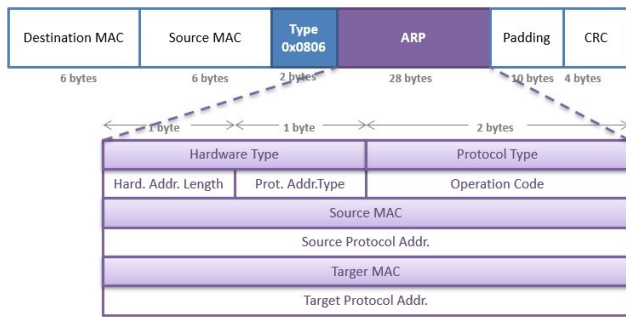 Destination MAC Source MAC Type 0x0806 ARP Padding CRC
6 bytes 6 bytes 2 bytes 28 bytes 10 bytes 4 bytes
1 byte 1 byte 2 bytes
Hardware Type Protocol Type
Hard. Addr. Length Prot. Addr.Type Operation Code
Source MAC
Source Protocol Addr.
Targer MAC
Target Protocol Addr.